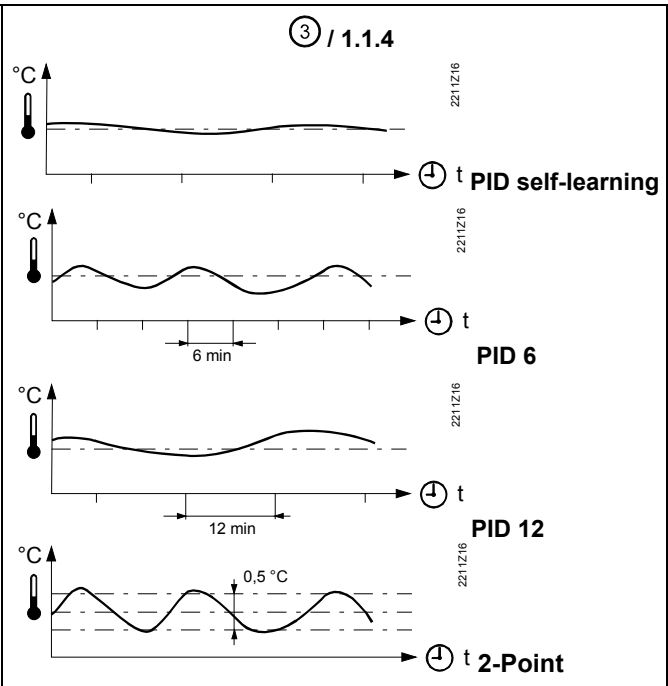 ③ / 1.1.4
°C
2211Z16
t PID self-learning
°C
2211Z16
t
6 min
PID 6
°C
2211Z16
t
12 min
PID 12
°C
2211Z16
0,5 °C
t 2-Point